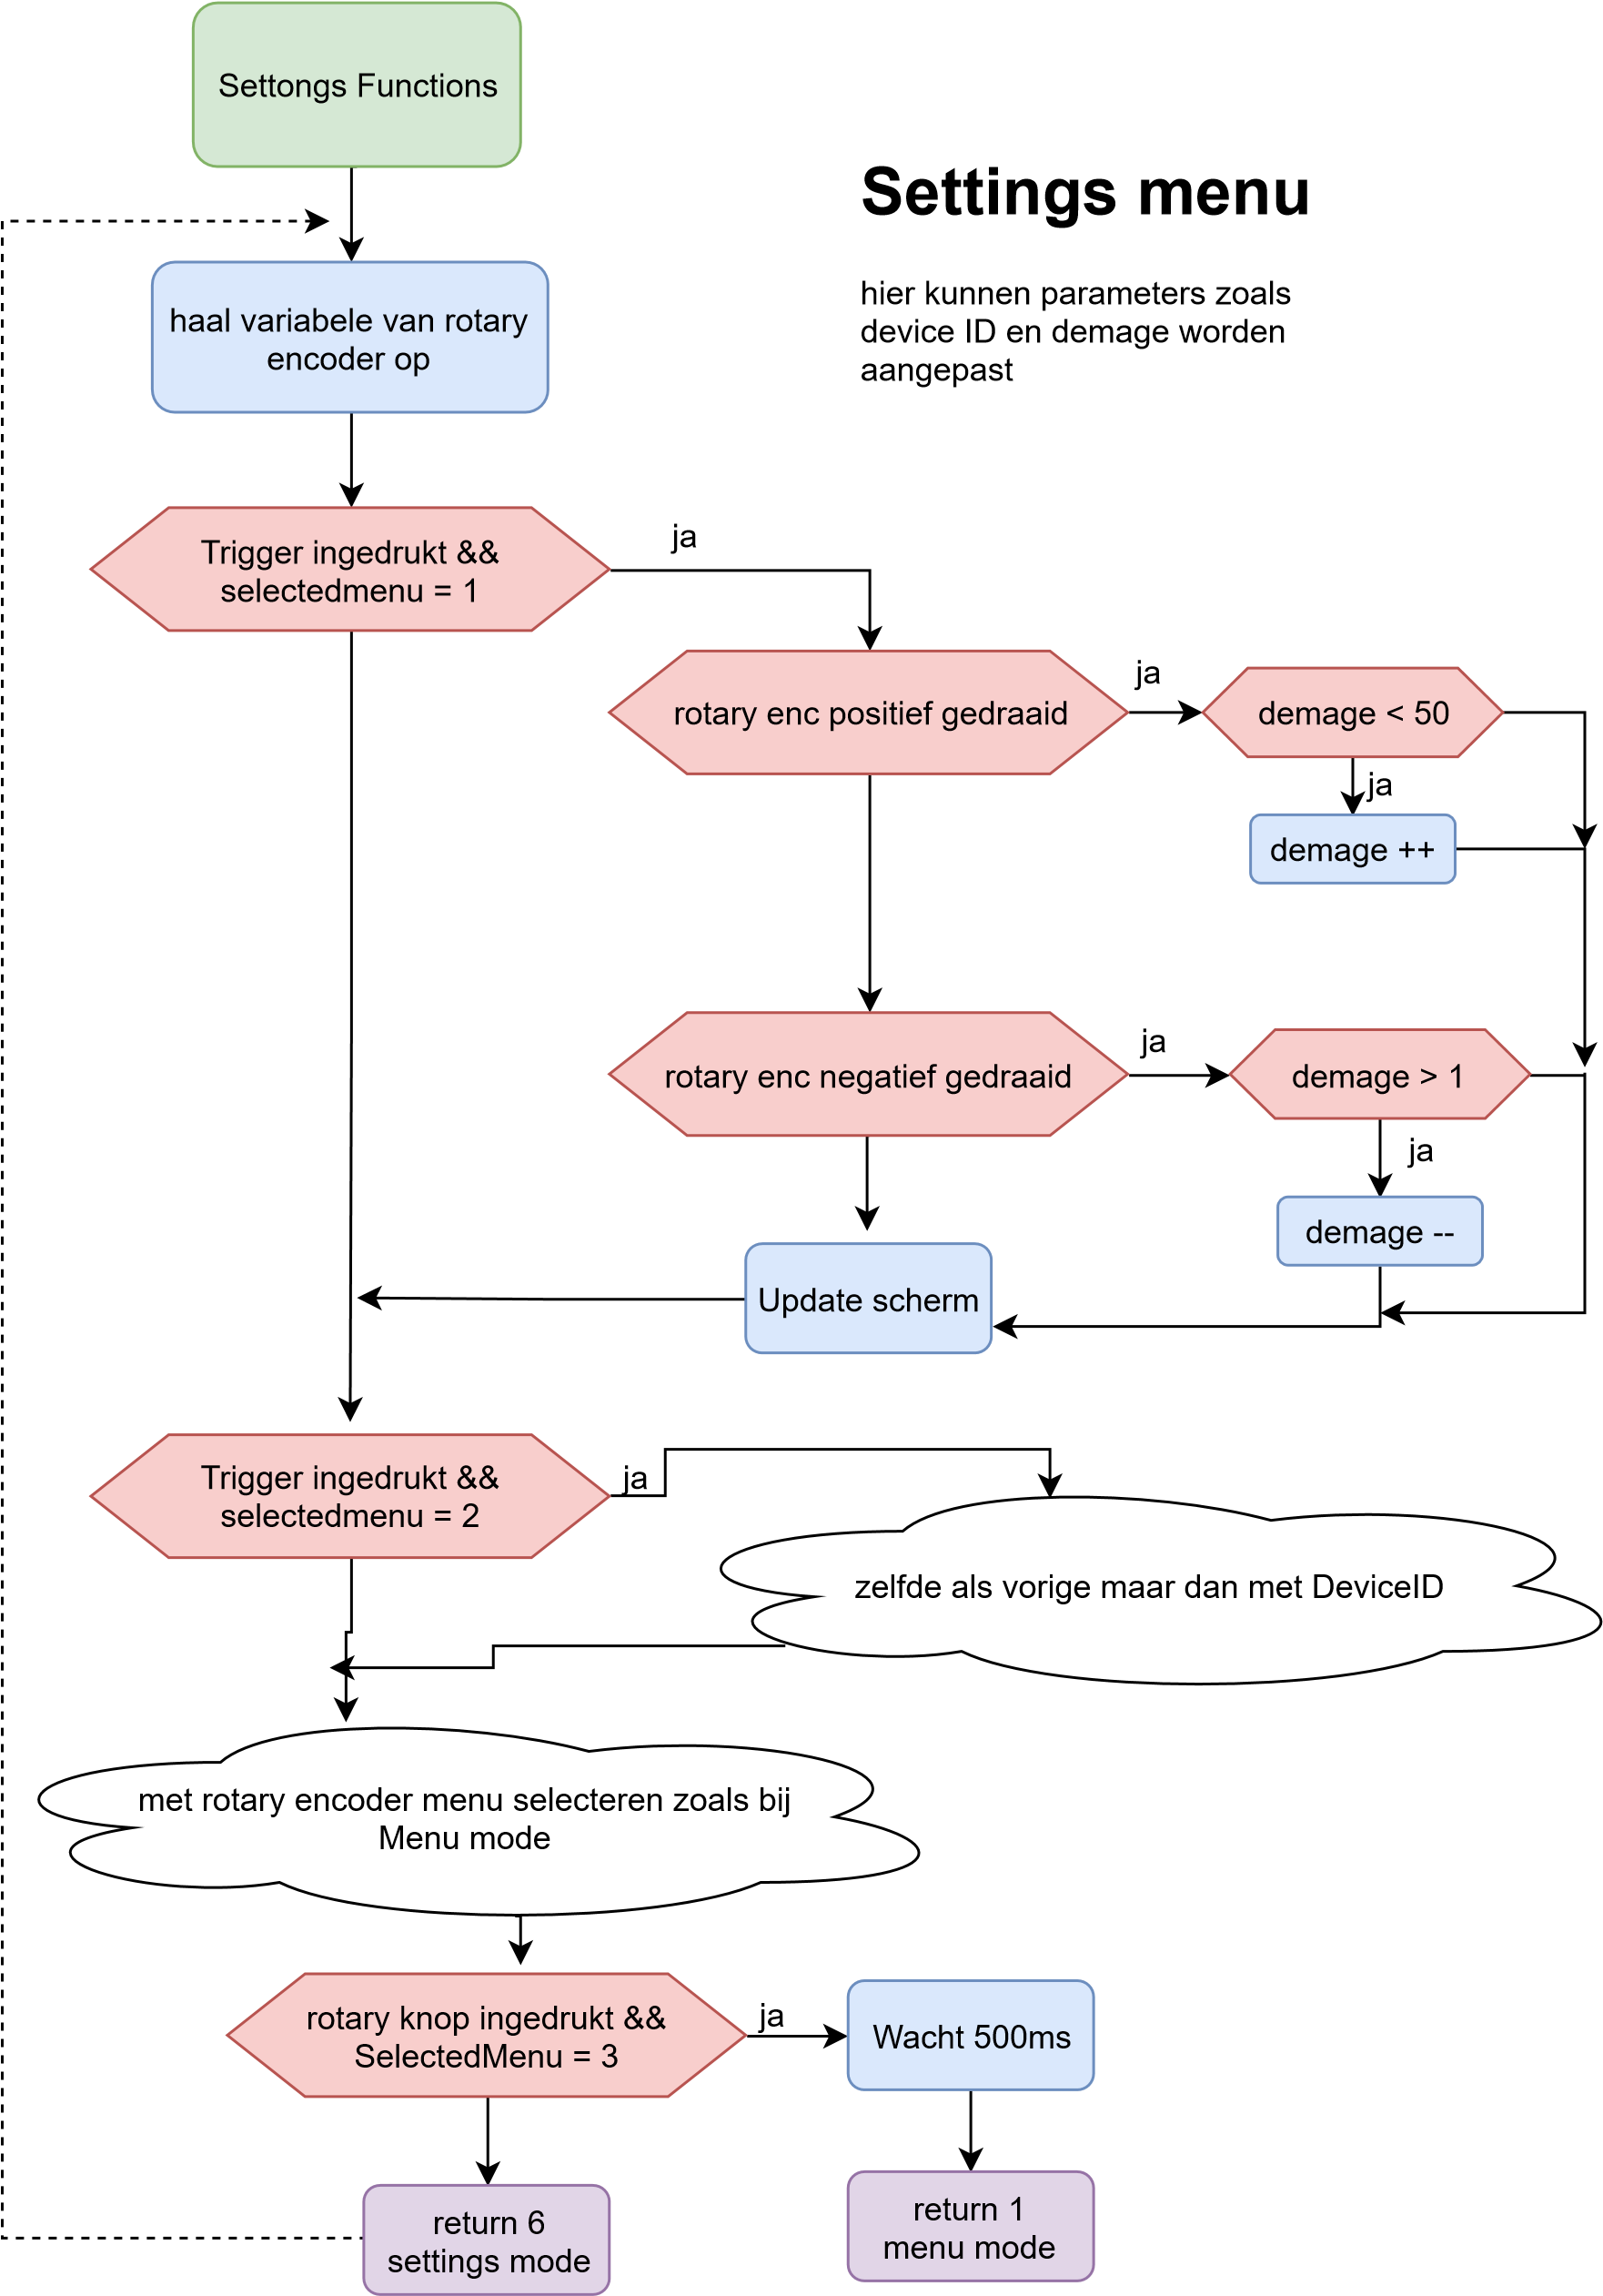 Settongs Functions
Settings menu
hier kunnen parameters zoals
device ID en demage worden
aangepast
haal variabele van rotary
encoder op
Trigger ingedrukt &&
selectedmenu = 1
ja
rotary enc positief gedraaid
ja
demage < 50
ja
demage ++
rotary enc negatief gedraaid
ja
demage > 1
ja
demage --
Update scherm
Trigger ingedrukt &&
selectedmenu = 2
ja
zelfde als vorige maar dan met DeviceID
met rotary encoder menu selecteren zoals bij
Menu mode
rotary knop ingedrukt &&
SelectedMenu = 3
ja
Wacht 500ms
return 6
settings mode
return 1
menu mode